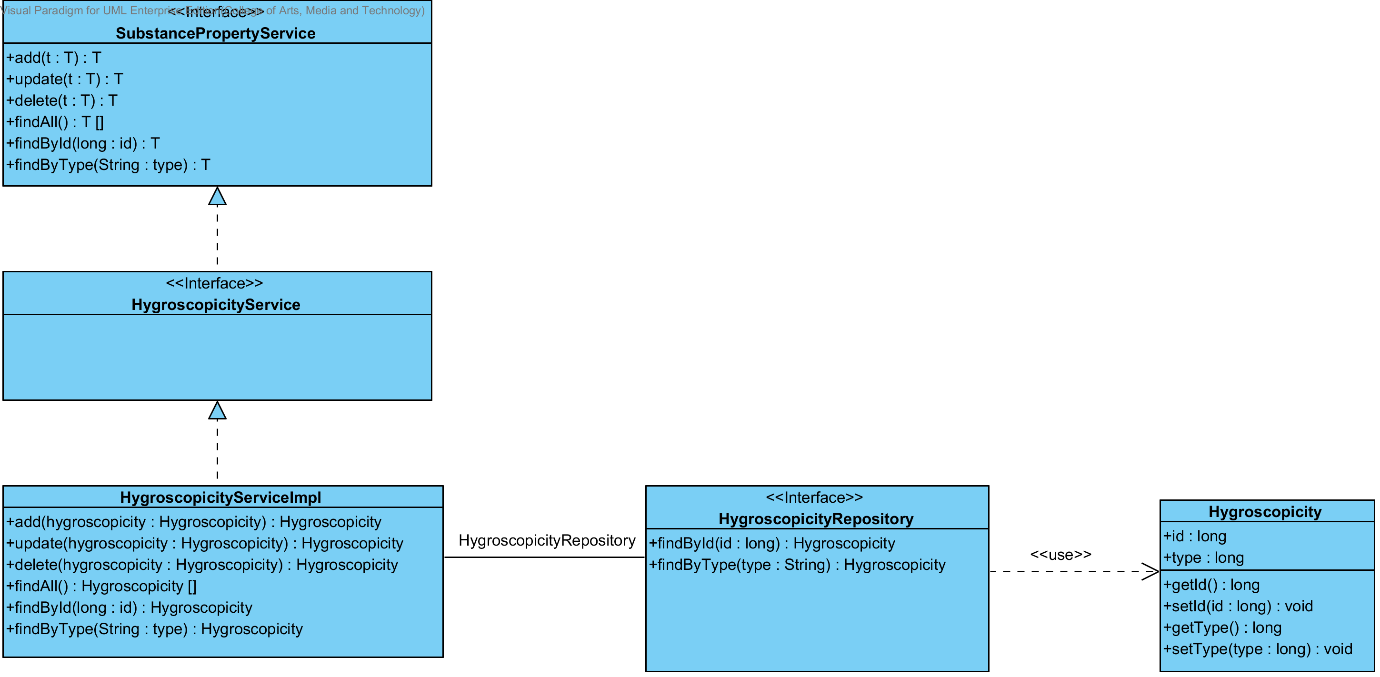 Visual Paradigm for UML Enterprise Edition(College of Arts, Media and Technology)
<<Interface>>
SubstancePropertyService
+add(t : T) : T
+update(t : T) : T
+delete(t : T) : T
+findAll() : T []
+findById(long : id) : T
+findByType(String : type) : T
<<Interface>>
HygroscopicityService
HygroscopicityServiceImpl
+add(hygroscopicity : Hygroscopicity) : Hygroscopicity
+update(hygroscopicity : Hygroscopicity) : Hygroscopicity
+delete(hygroscopicity : Hygroscopicity) : Hygroscopicity
+findAll() : Hygroscopicity []
+findById(long : id) : Hygroscopicity
+findByType(String : type) : Hygroscopicity
HygroscopicityRepository
<<Interface>>
HygroscopicityRepository
+findById(id : long) : Hygroscopicity
+findByType(type : String) : Hygroscopicity
<<use>>
Hygroscopicity
+id : long
+type : long
+getId() : long
+setId(id : long) : void
+getType() : long
+setType(type : long) : void